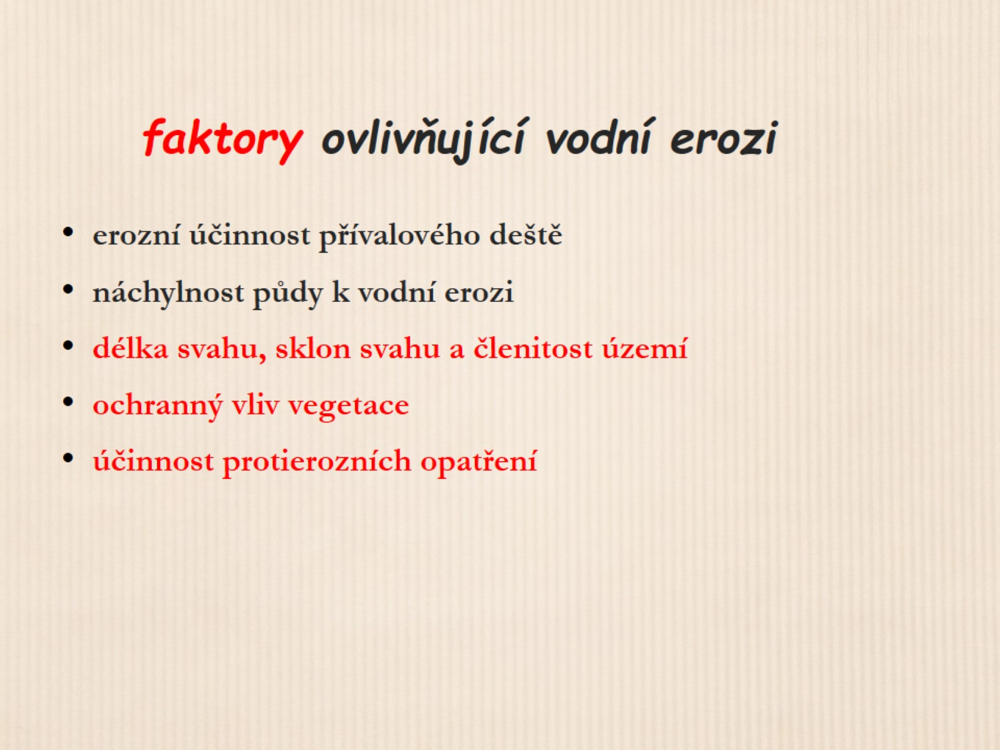 faktory ovlivňující vodní erozi
• erozní účinnost přívalového deště
• náchylnost půdy k vodní erozi
• délka svahu, sklon svahu a členitost území
• ochranný vliv vegetace
• účinnost protierozních opatření